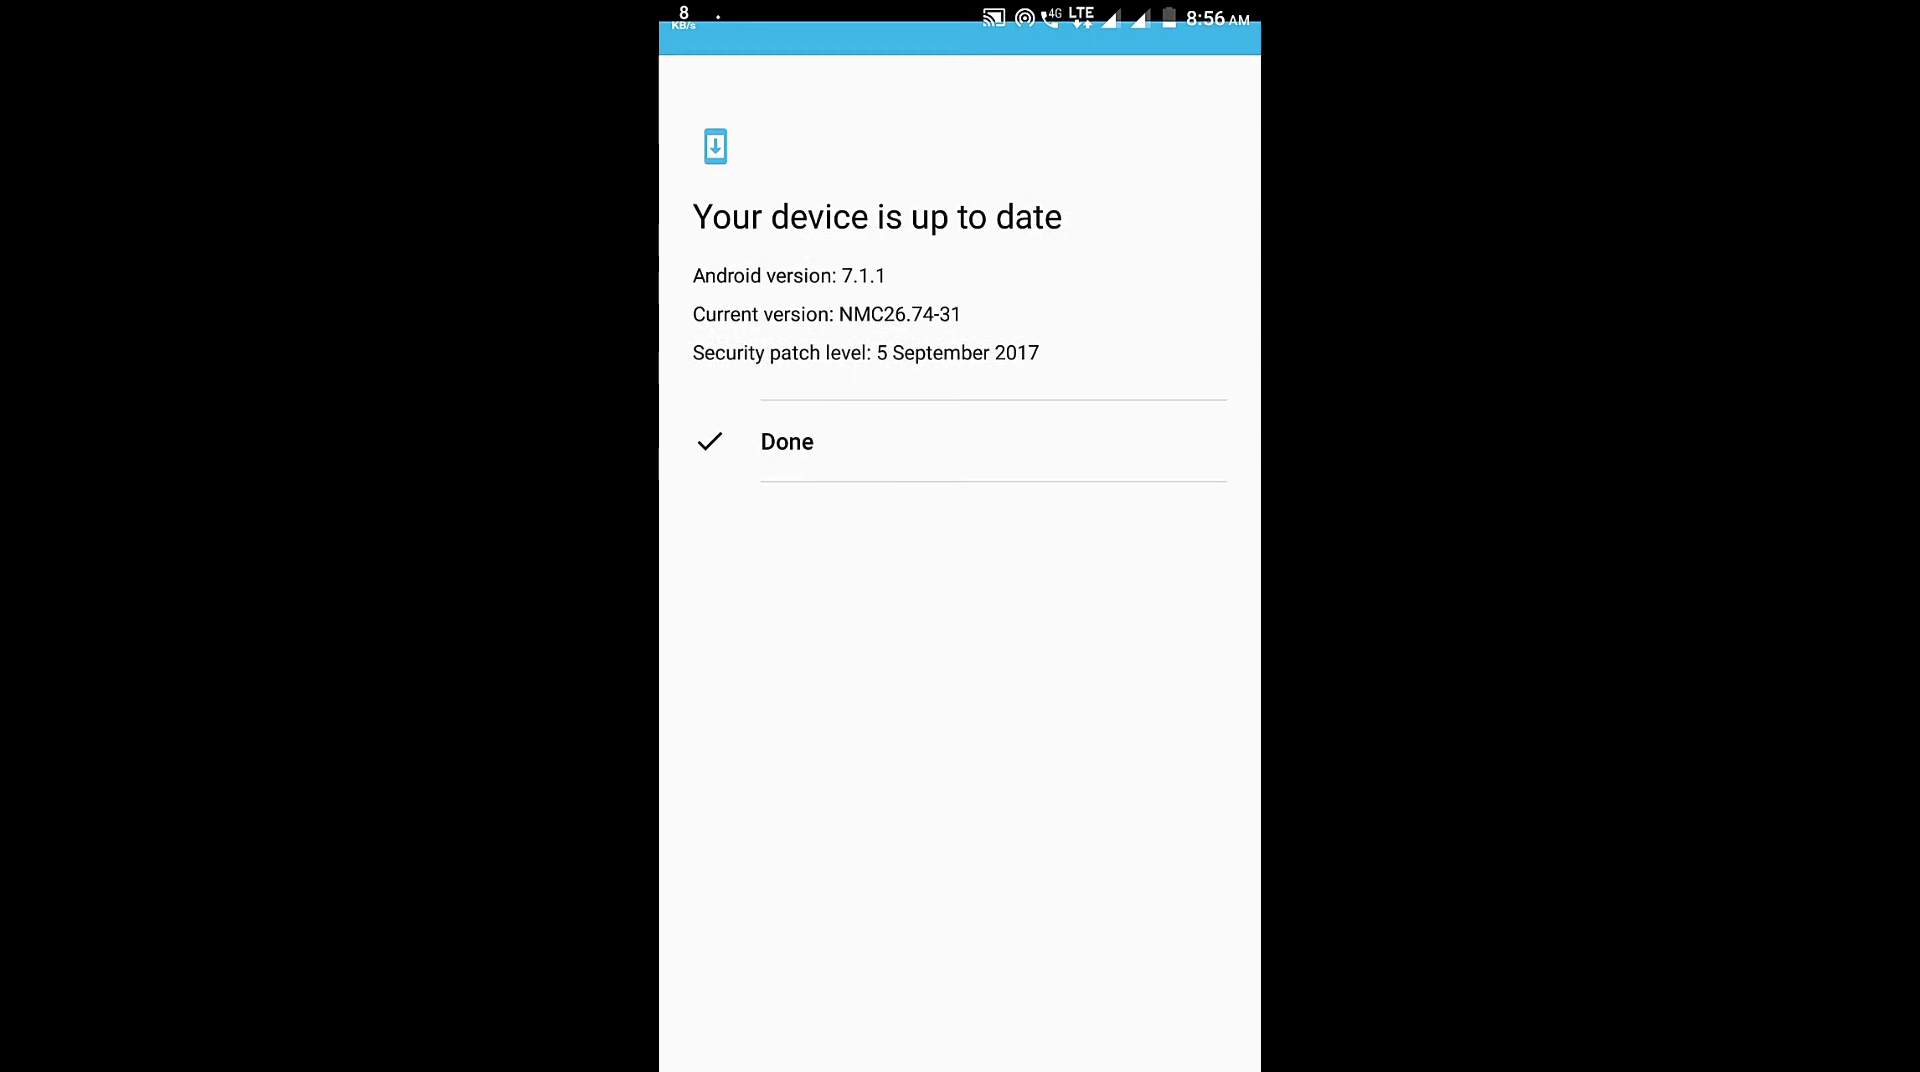 8
KB/s
4G LTE 8:56 AM
Your device is up to date
Android version: 7.1.1
Current version: NMC26.74-31
Security patch level: 5 September 2017
Done